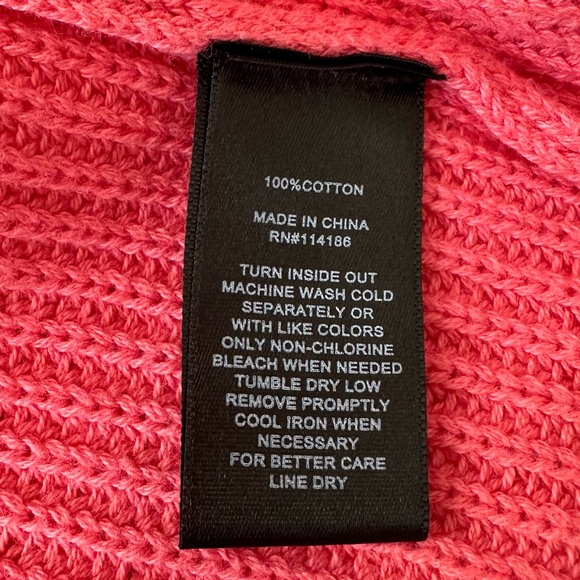 100%COTTON
MADE IN CHINA
RN#114186
TURN INSIDE OUT
MACHINE WASH COLD
SEPARATELY OR
WITH LIKE COLORS
ONLY NON-CHLORINE
BLEACH WHEN NEEDED
TUMBLE DRY LOW
REMOVE PROMPTLY
COOL IRON WHEN
NECESSARY
FOR BETTER CARE
LINE DRY